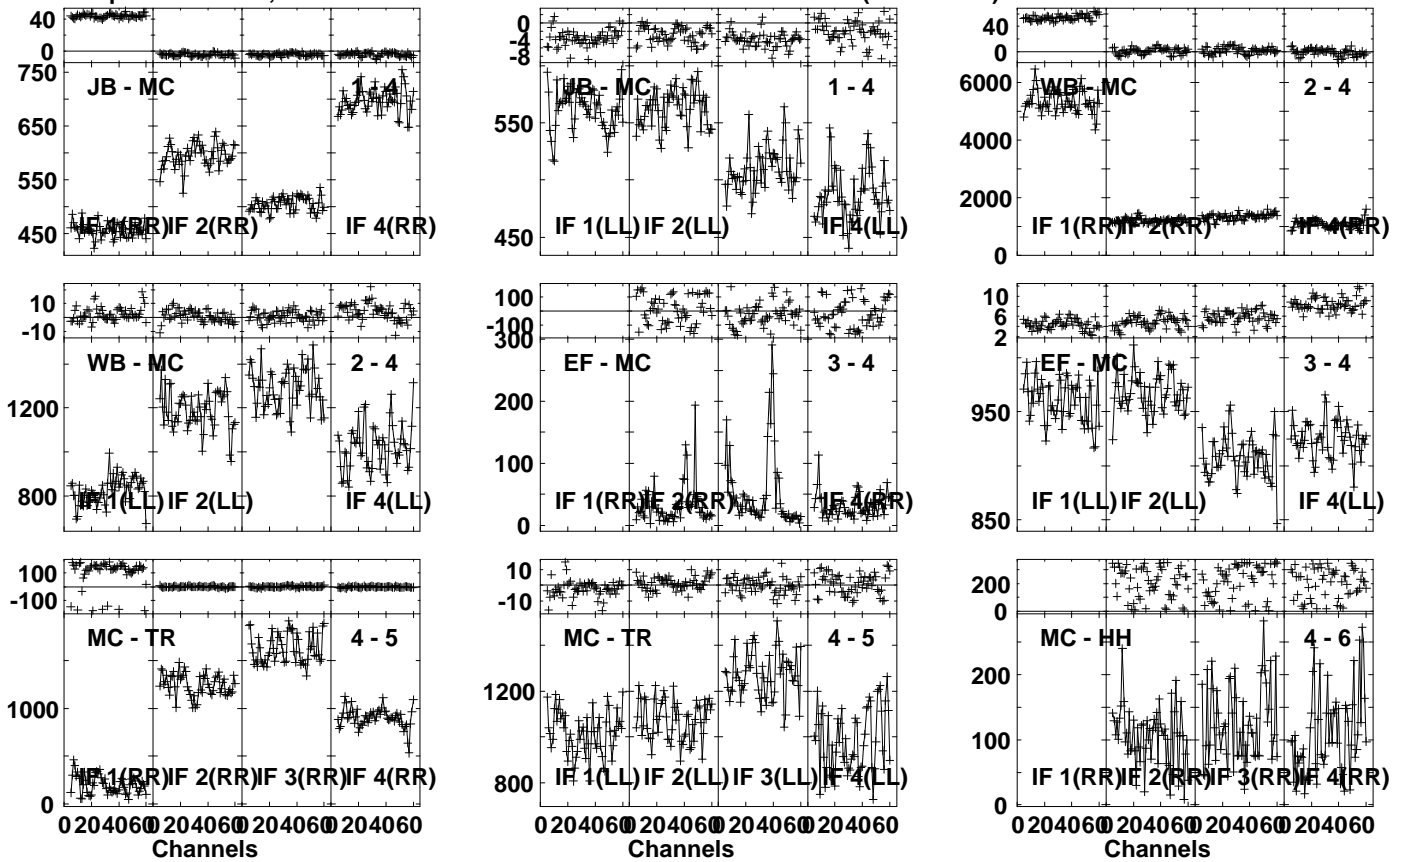 40
0
750
650
550
450
JB - MC
1 - 4
IF 1(RR)
IF 2(RR)
IF 4(RR)
0
-4
-8
550
450
JB - MC
1 - 4
IF 1(LL)
IF 2(LL)
IF 4(LL)
40
0
6000
4000
2000
0
WB - MC
2 - 4
IF 1(RR)
IF 2(RR)
IF 4(RR)
10
-10
1200
800
WB - MC
2 - 4
IF 1(LL)
IF 2(LL)
IF 4(LL)
100
-100
300
200
100
0
EF - MC
3 - 4
IF 1(RR)
IF 2(RR)
IF 4(RR)
10
6
2
950
850
EF - MC
3 - 4
IF 1(LL)
IF 2(LL)
IF 4(LL)
100
-100
1000
0
MC - TR
4 - 5
IF 1(RR)
IF 2(RR)
IF 3(RR)
IF 4(RR)
0 204060 0 204060 0 204060 0 204060
Channels
10
-10
1200
800
MC - TR
4 - 5
IF 1(LL)
IF 2(LL)
IF 3(LL)
IF 4(LL)
0 204060 0 204060 0 204060 0 204060
Channels
200
0
200
100
0
MC - HH
4 - 6
IF 1(RR)
IF 2(RR)
IF 3(RR)
IF 4(RR)
0 204060 0 204060 0 204060 0 204060
Channels